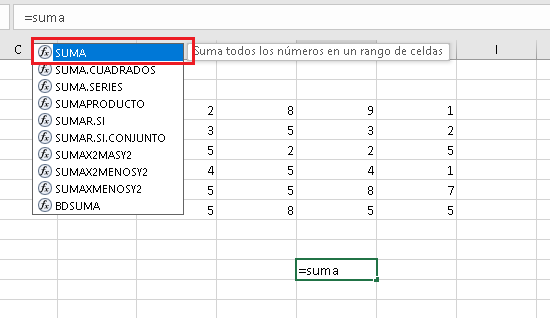 =suma
C I
SUMA Suma todos los números en un rango de celdas
SUMA.CUADRADOS
SUMA.SERIES
SUMAPRODUCTO 2 8 9 1
SUMAR.SI 3 5 3 2
SUMAR.SI.CONJUNTO 5 2 2 5
SUMAX2MASY2
SUMAX2MENOSY2 4 5 4 1
SUMAXMENOSY2 5 5 8 7
BDSUMA 5 8 5 5
=suma